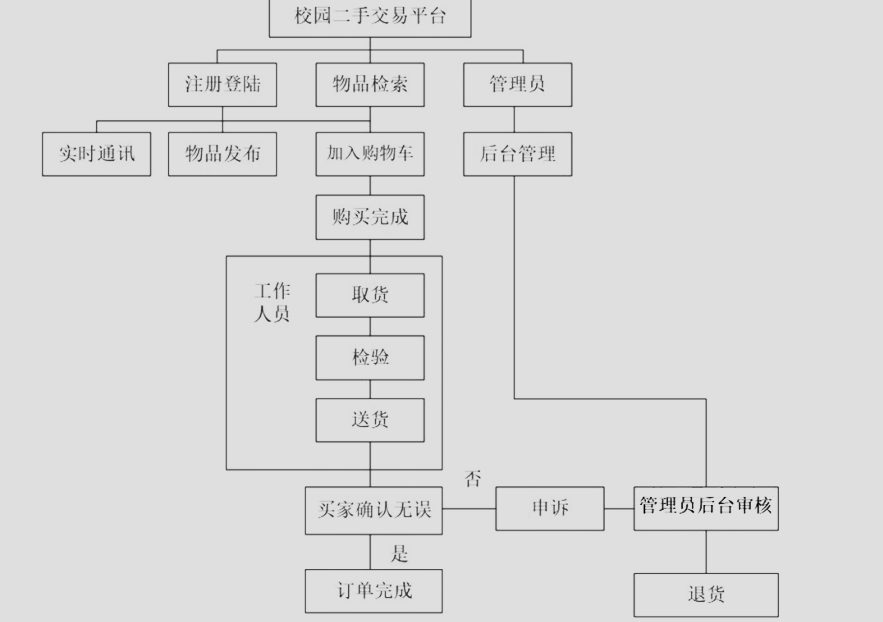 校园二手交易平台
注册登陆
物品检索
管理员
实时通讯
物品发布
加入购物车
后台管理
购买完成
工作
人员
取货
检验
送货
否
买家确认无误
申诉
管理员后台审核
是
订单完成
退货